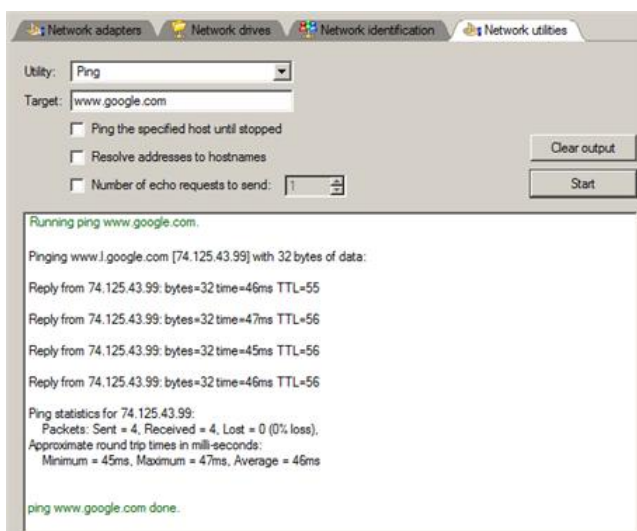 Network adapters Network drives Network identification Network utilities
Utility: Ping
Target: www.google.com
Ping the specified host until stopped
Resolve addresses to hostnames
Clear output
Number of echo requests to send: 1
Start
Running ping www.google.com.
Pinging www.l.google.com [74.125.43.99] with 32 bytes of data:
Reply from 74.125.43.99: bytes=32 time=46ms TTL=55
Reply from 74.125.43.99: bytes=32 time=47ms TTL=56
Reply from 74.125.43.99: bytes=32 time=45ms TTL=56
Reply from 74.125.43.99: bytes=32 time=46ms TTL=56
Ping statistics for 74.125.43.99:
Packets: Sent = 4, Received = 4, Lost = 0 (0% loss),
Approximate round trip times in milli-seconds:
Minimum = 45ms, Maximum = 47ms, Average = 46ms
ping www.google.com done.